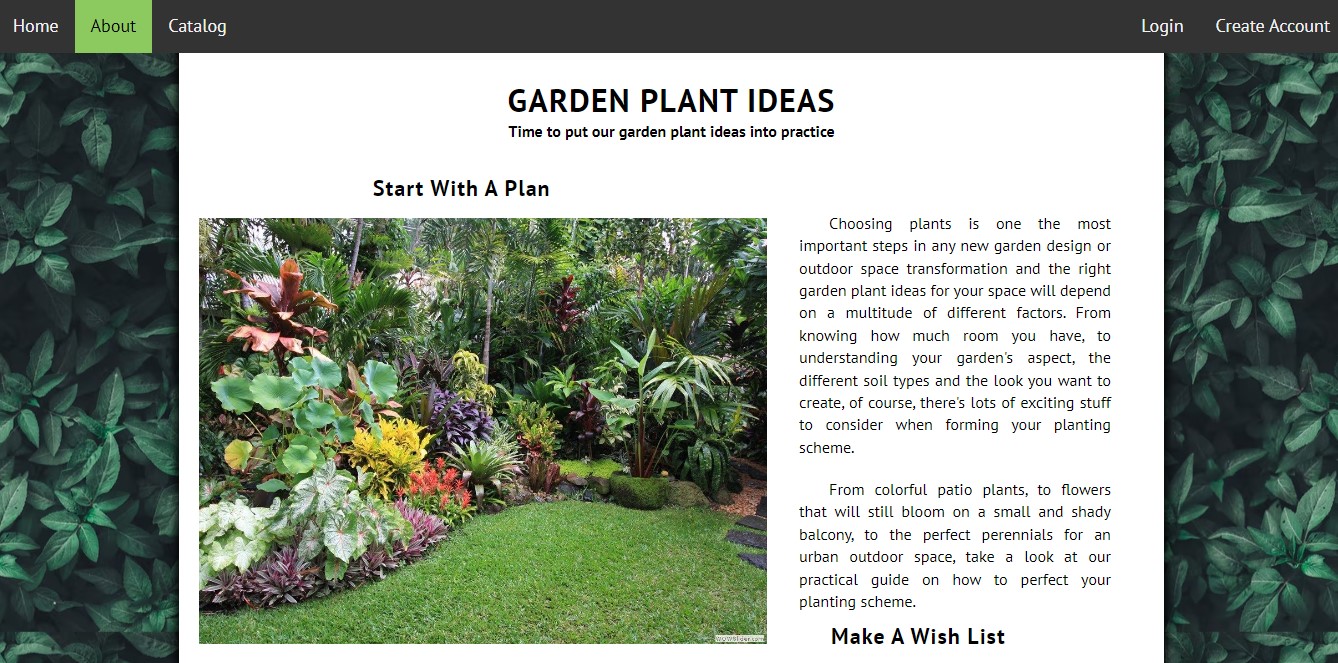 Home About Catalog Login Create Account
GARDEN PLANT IDEAS
Time to put our garden plant ideas into practice
Start With A Plan
Choosing plants is one the most
important steps in any new garden design or
outdoor space transformation and the right
garden plant ideas for your space will depend
on a multitude of different factors. From
knowing how much room you have, to
understanding your garden's aspect, the
different soil types and the look you want to
create, of course, there's lots of exciting stuff
to consider when forming your planting
scheme.
From colorful patio plants, to flowers
that will still bloom on a small and shady
balcony, to the perfect perennials for an
urban outdoor space, take a look at our
practical guide on how to perfect your
planting scheme.
WOWSlider.com
Make A Wish List